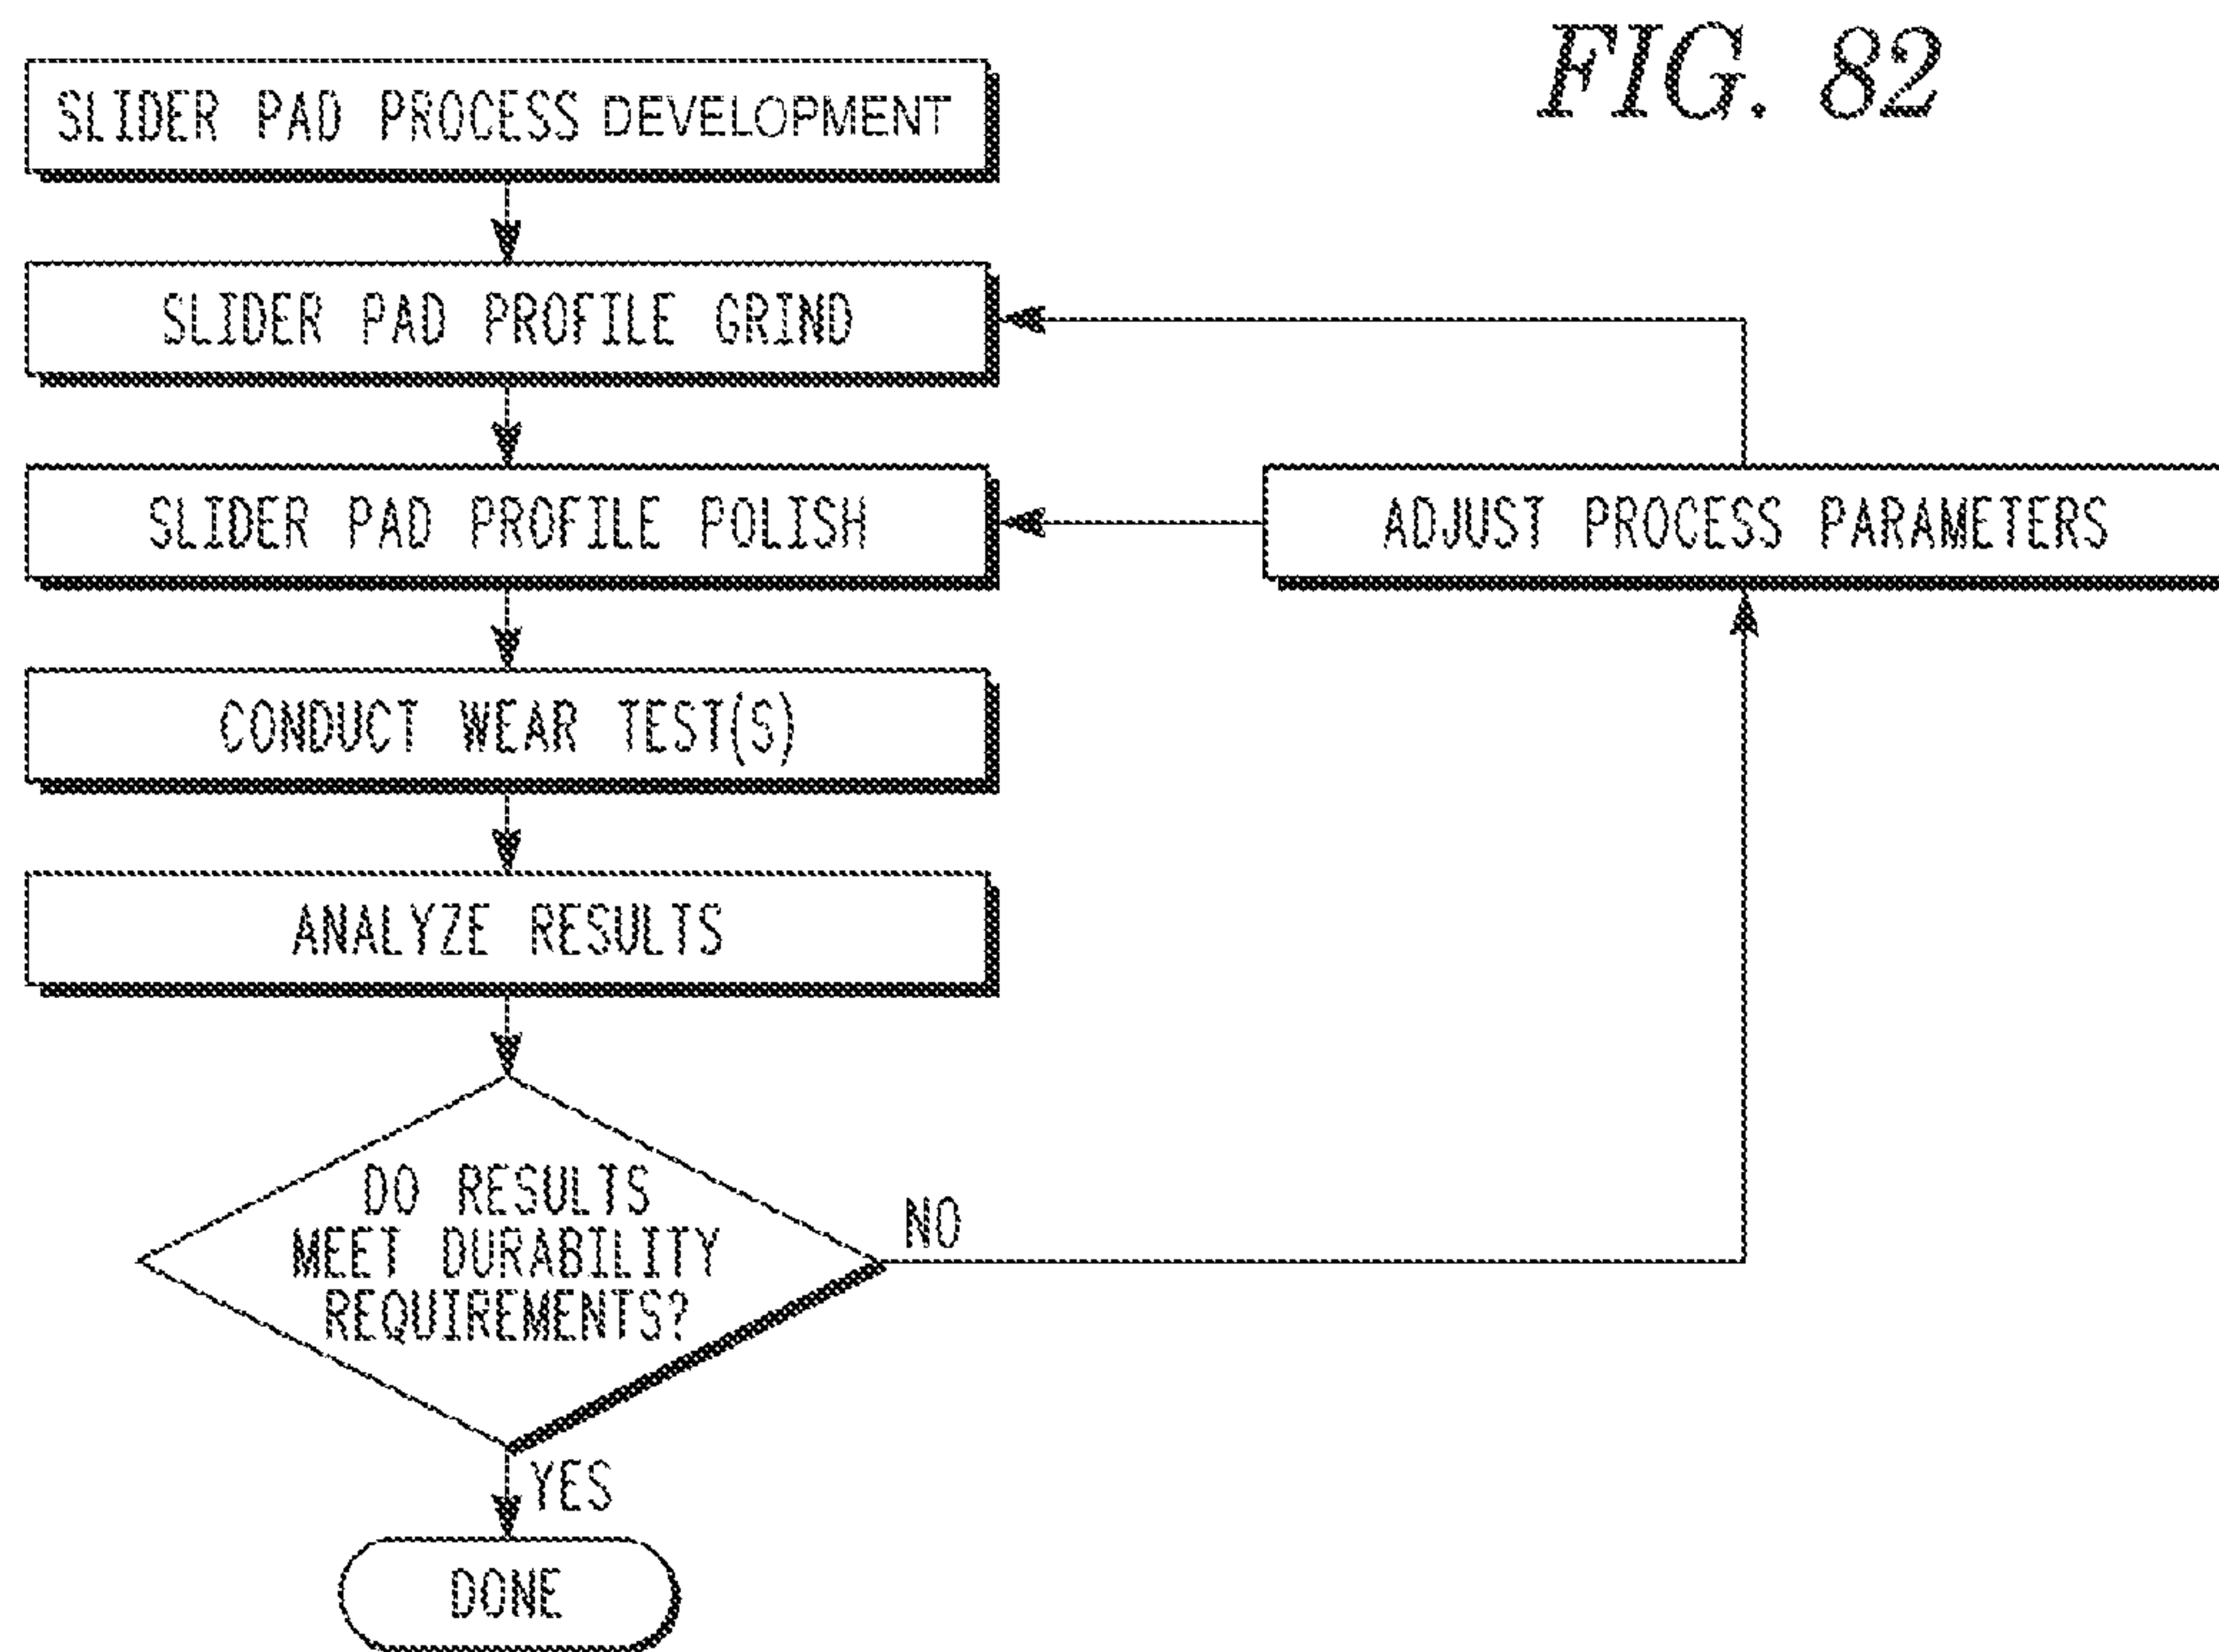 FIG. 82
SLIDER PAD PROCESS DEVELOPMENT
SLIDER PAD PROFILE GRIND
SLIDER PAD PROFILE POLISH
ADJUST PROCESS PARAMETERS
CONDUCT WEAR TEST(S)
ANALYZE RESULTS
DO RESULTS
MEET DURABILITY
REQUIREMENTS?
NO
YES
DONE